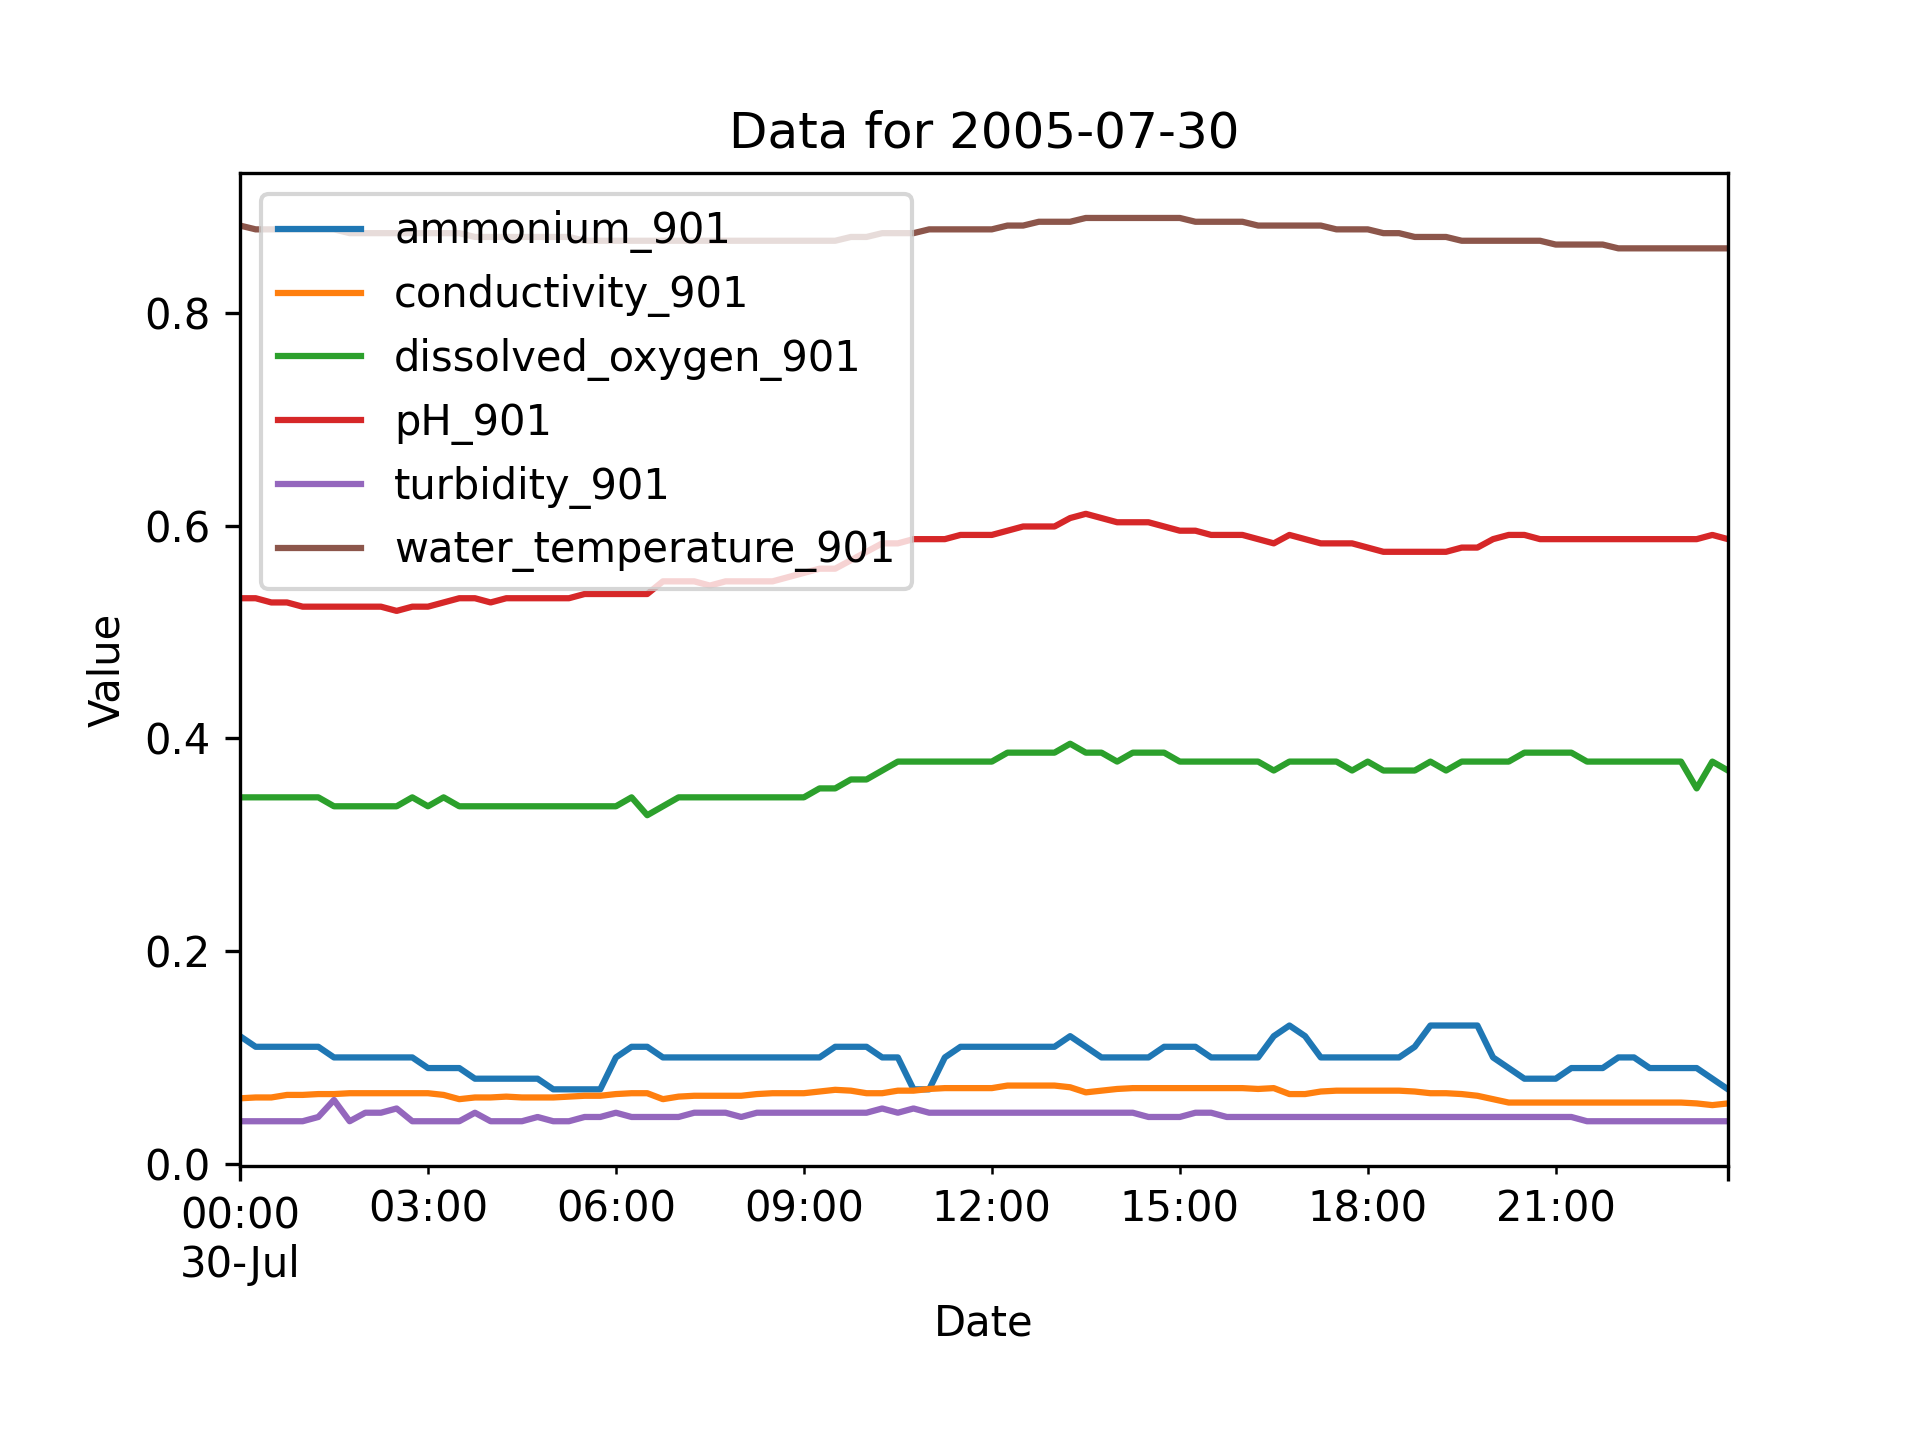 Data for 2005-07-30
ammonium_901
conductivity_901
dissolved_oxygen_901
pH_901
turbidity_901
water_temperature_901
0.8
0.6
0.4
0.2
0.0
Value
00:00 03:00 06:00 09:00 12:00 15:00 18:00 21:00
30-Jul
Date